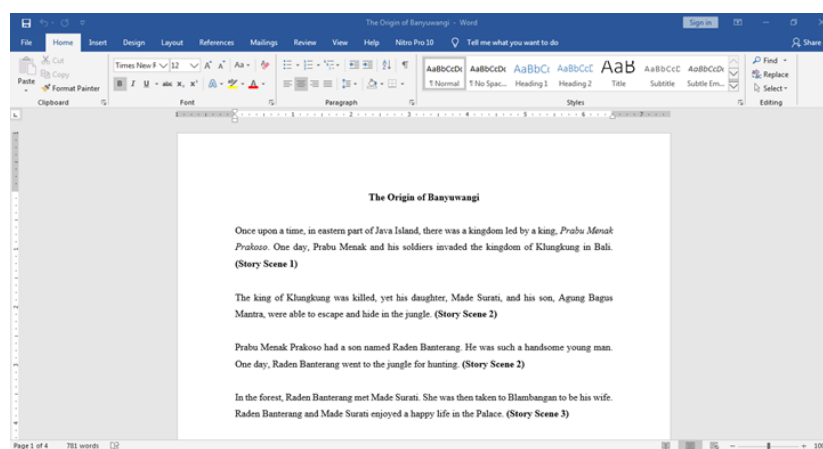 The Origin of Banyuwangi - Word
Sign in
File Home Insert Design Layout References Mailings Review View Help Nitro Pro 10 Tell me what you want to do
Share
Paste
Cut
Copy
Format Painter
Clipboard
Times New R 12
Font
Paragraph
AaBbCcDc AaBbCcDc AaBbCc AaBbCcC AaB AaBbCcC AaBbCcDc
¶ Normal ¶ No Spac... Heading 1 Heading 2 Title Subtitle Subtle Em...
Styles
Find
Replace
Select
Editing
The Origin of Banyuwangi
Once upon a time, in eastern part of Java Island, there was a kingdom led by a king, Prabu Menak
Prakoso. One day, Prabu Menak and his soldiers invaded the kingdom of Klungkung in Bali.
(Story Scene 1)
The king of Klungkung was killed, yet his daughter, Made Surati, and his son, Agung Bagus
Mantra, were able to escape and hide in the jungle. (Story Scene 2)
Prabu Menak Prakoso had a son named Raden Banterang. He was such a handsome young man.
One day, Raden Banterang went to the jungle for hunting. (Story Scene 2)
In the forest, Raden Banterang met Made Surati. She was then taken to Blambangan to be his wife.
Raden Banterang and Made Surati enjoyed a happy life in the Palace. (Story Scene 3)
Page 1 of 4 781 words